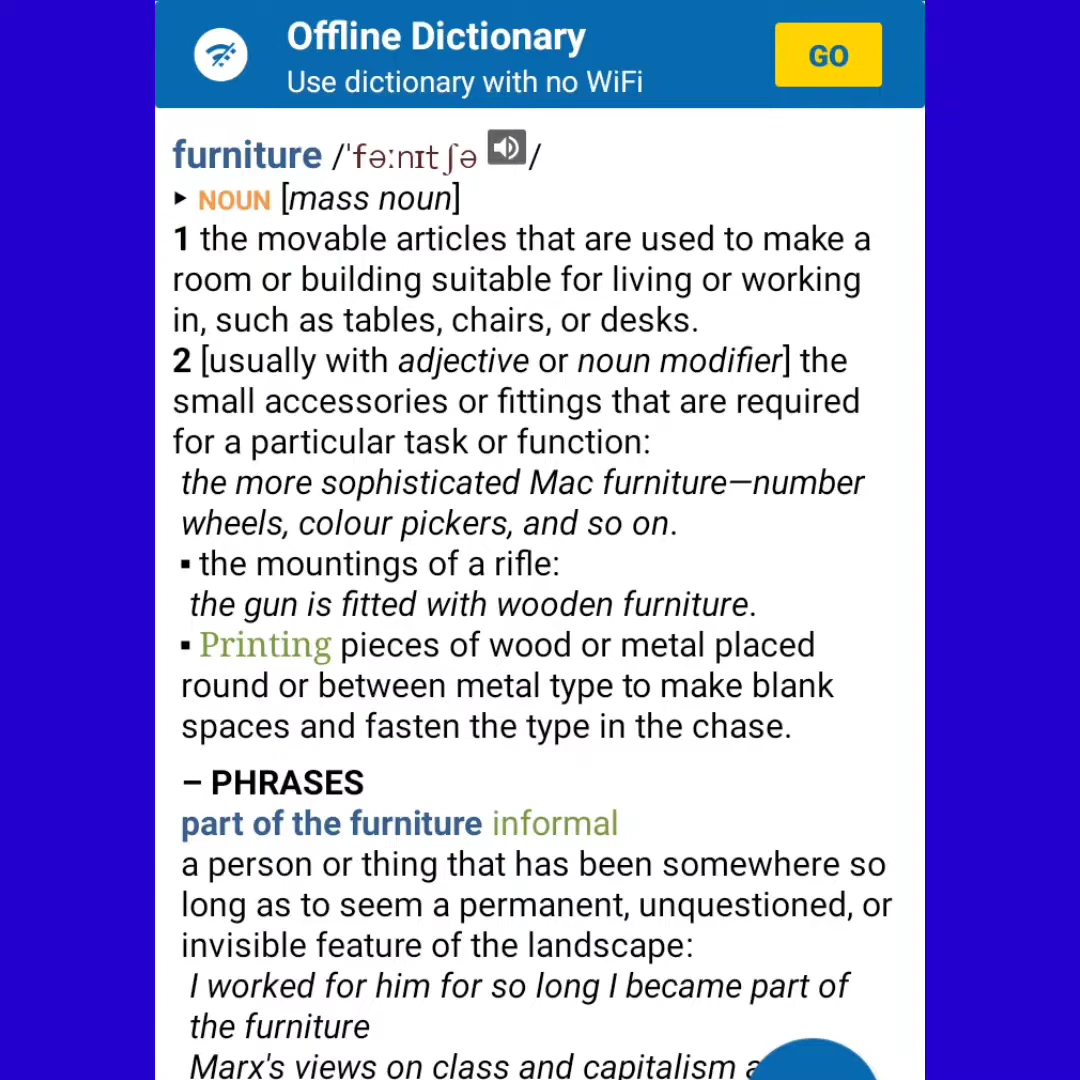 Offline Dictionary
Use dictionary with no WiFi
GO
furniture /ˈfəːnɪtʃə /
▸ NOUN [mass noun]
1 the movable articles that are used to make a
room or building suitable for living or working
in, such as tables, chairs, or desks.
2 [usually with adjective or noun modifier] the
small accessories or fittings that are required
for a particular task or function:
the more sophisticated Mac furniture—number
wheels, colour pickers, and so on.
▪ the mountings of a rifle:
the gun is fitted with wooden furniture.
▪ Printing pieces of wood or metal placed
round or between metal type to make blank
spaces and fasten the type in the chase.
– PHRASES
part of the furniture informal
a person or thing that has been somewhere so
long as to seem a permanent, unquestioned, or
invisible feature of the landscape:
I worked for him for so long I became part of
the furniture
Marx's views on class and capitalism